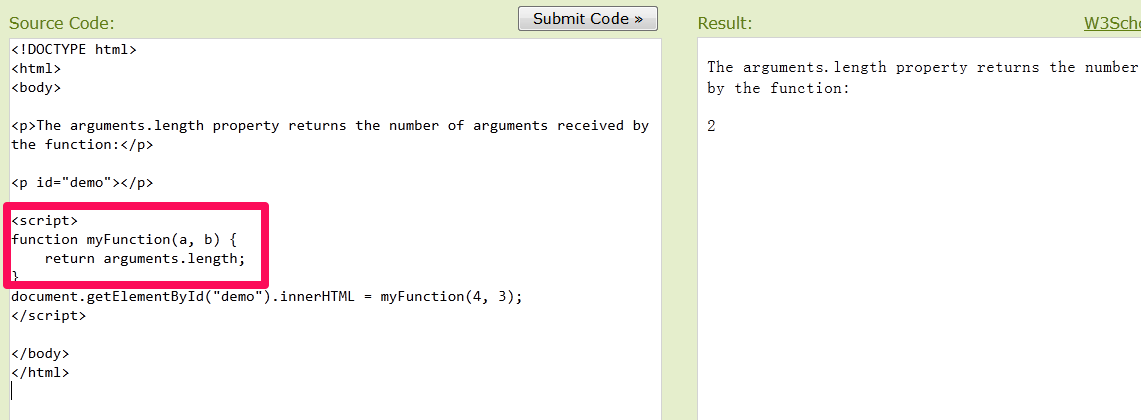 Source Code:
Submit Code »
<!DOCTYPE html>
<html>
<body>
<p>The arguments.length property returns the number of arguments received by
the function:</p>
<p id="demo"></p>
<script>
function myFunction(a, b) {
    return arguments.length;
}
document.getElementById("demo").innerHTML = myFunction(4, 3);
</script>
</body>
</html>
Result:
The arguments.length property returns the number
by the function:
2